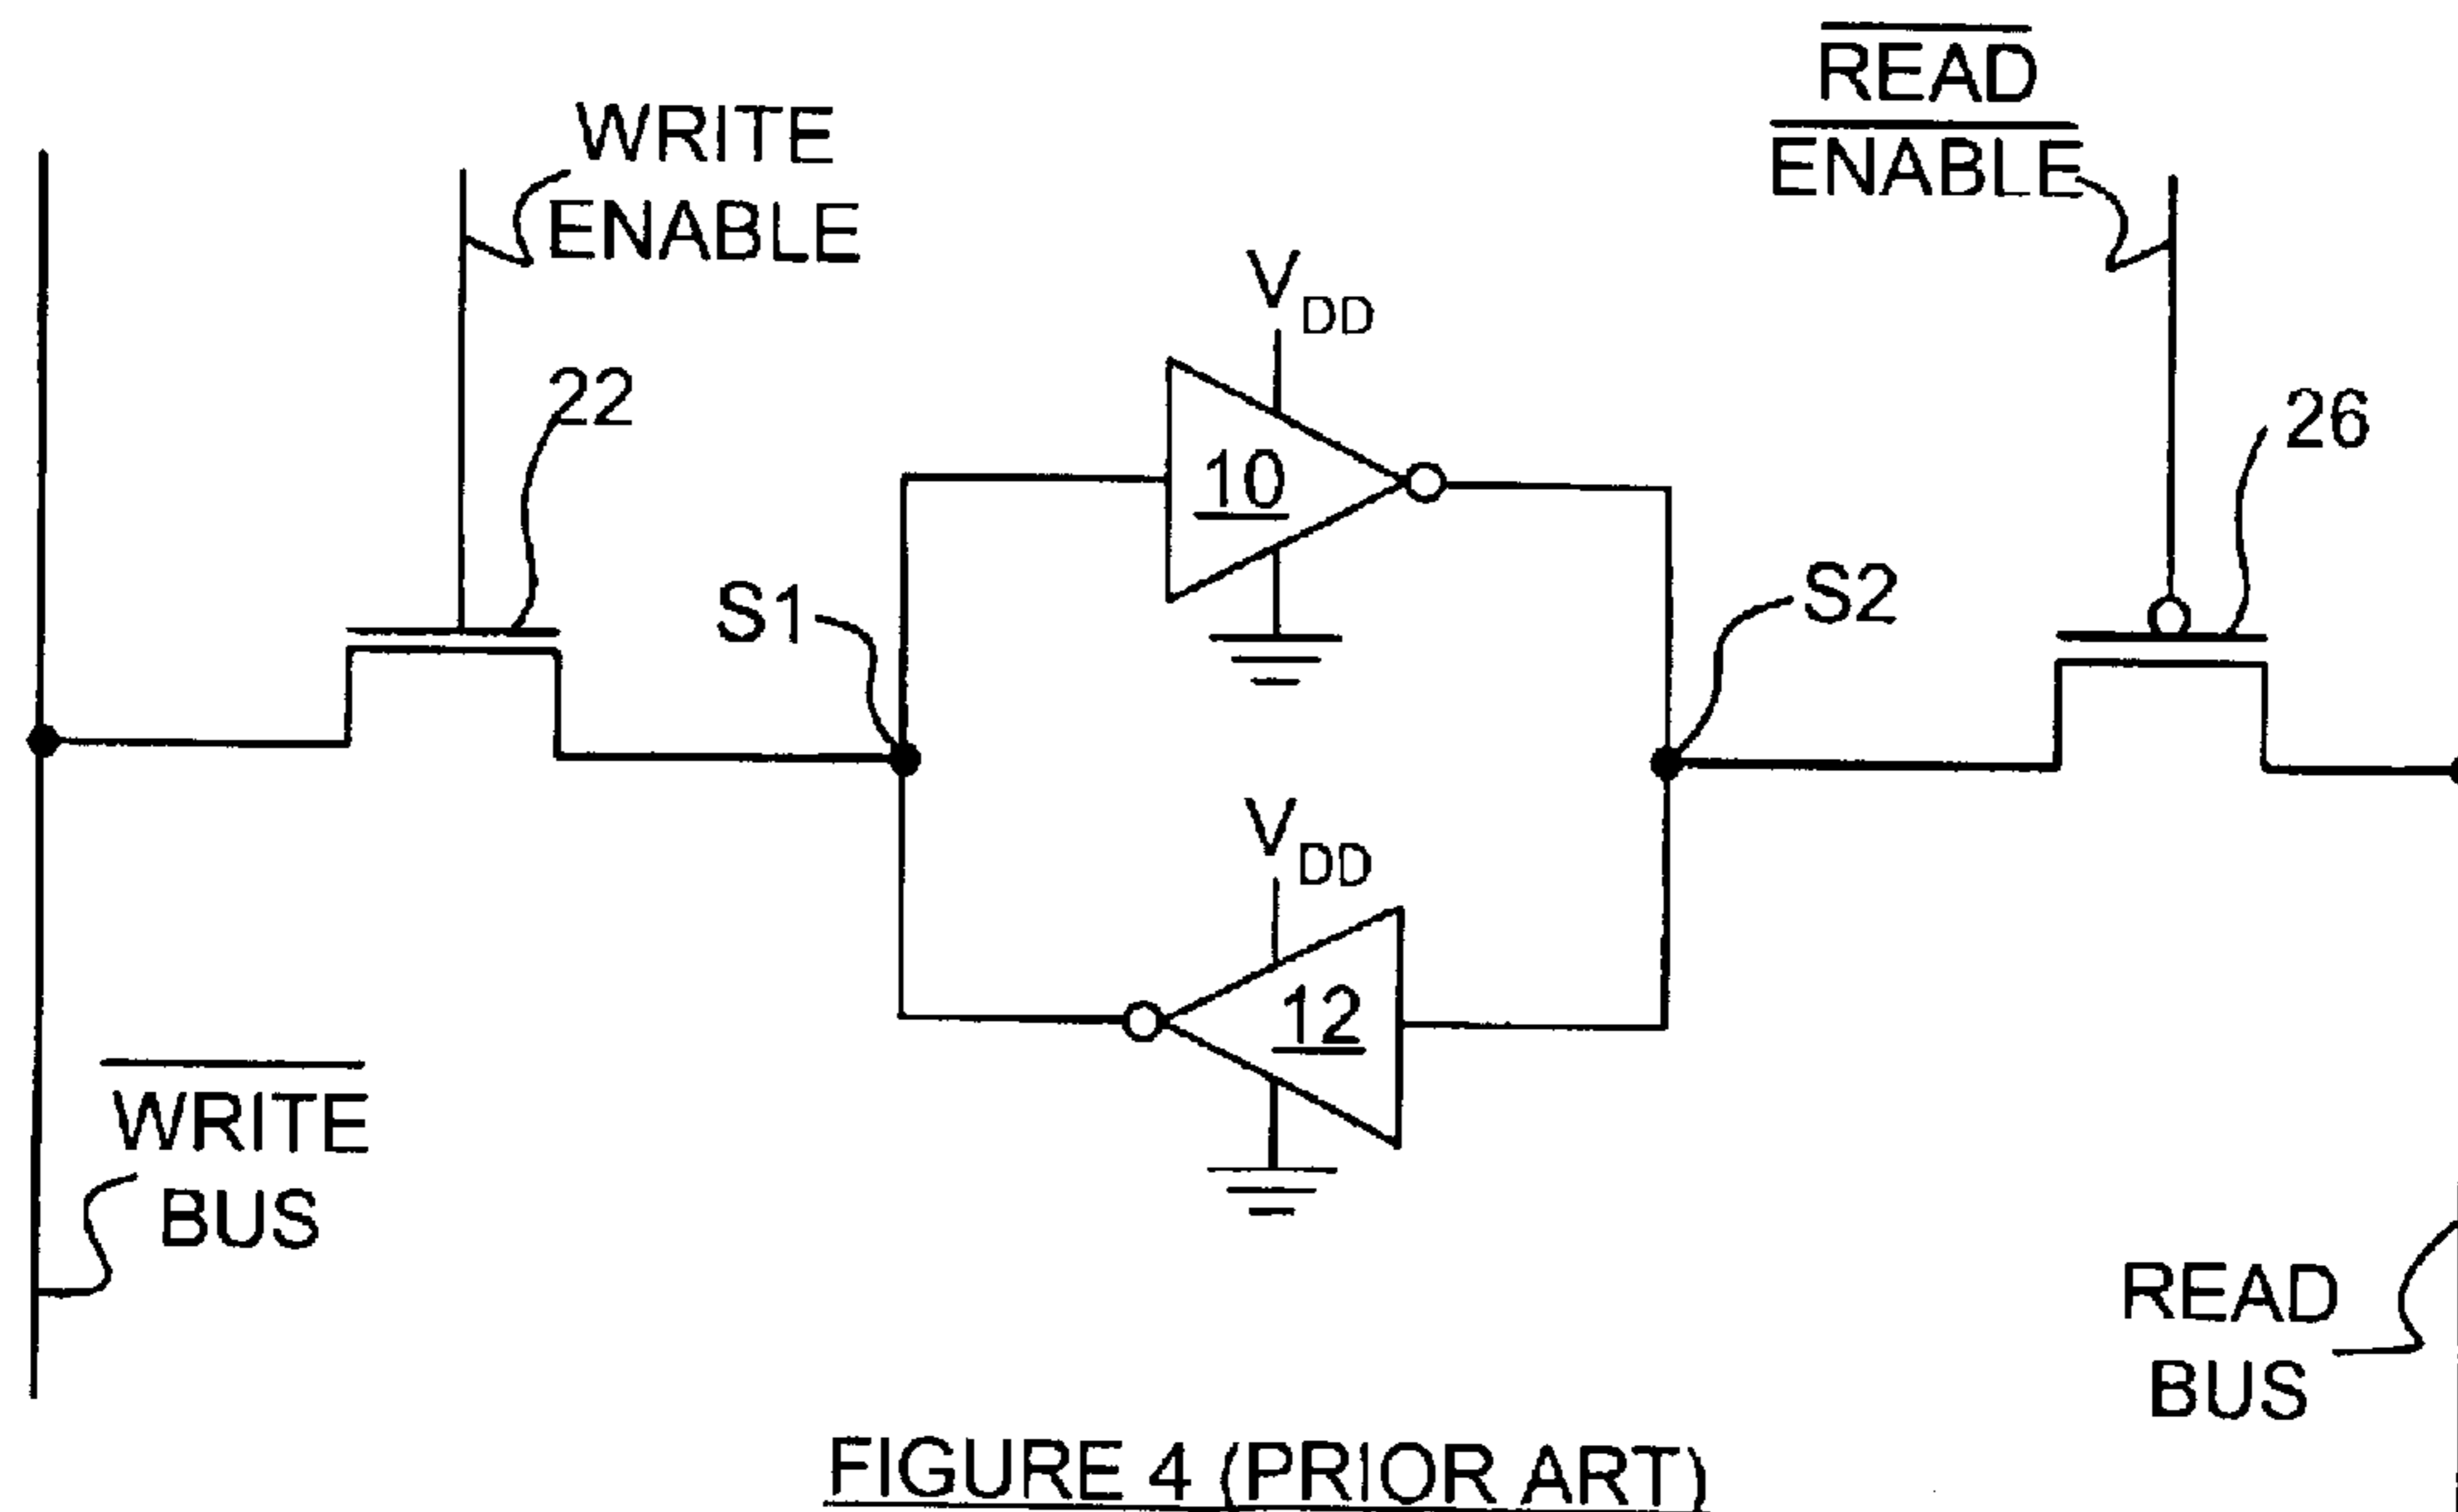 READ
ENABLE
WRITE
ENABLE
V DD
22
26
10
S1
S2
V DD
12
WRITE
BUS
READ
BUS
FIGURE 4 (PRIOR ART)